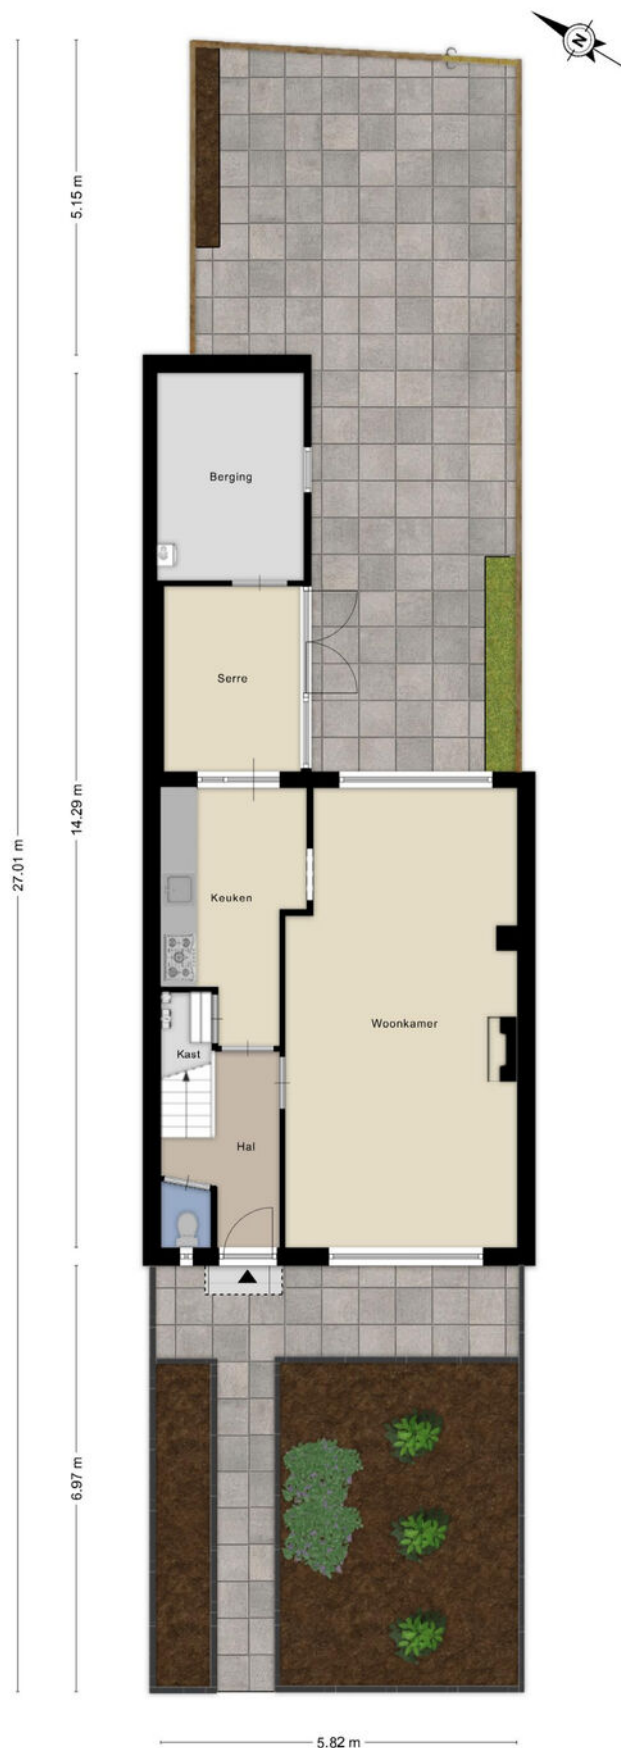 N
5.15 m
Berging
Serre
14.29 m
27.01 m
Keuken
Woonkamer
Kast
Hal
6.97 m
5.82 m